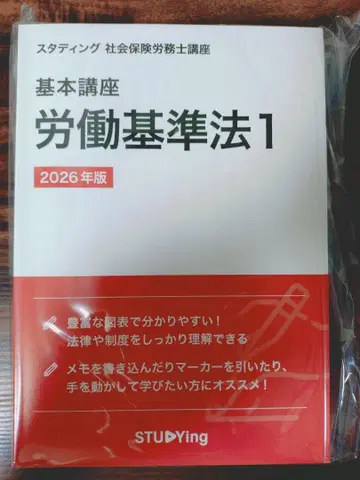 スタディング 社会保険労務士講座
基本講座
労働基準法1
2026年版
豊富な図表で分かりやすい！
法律や制度をしっかり理解できる
メモを書き込んだりマーカーを引いたり、
手を動かして学びたい方にオススメ！
STUDYing